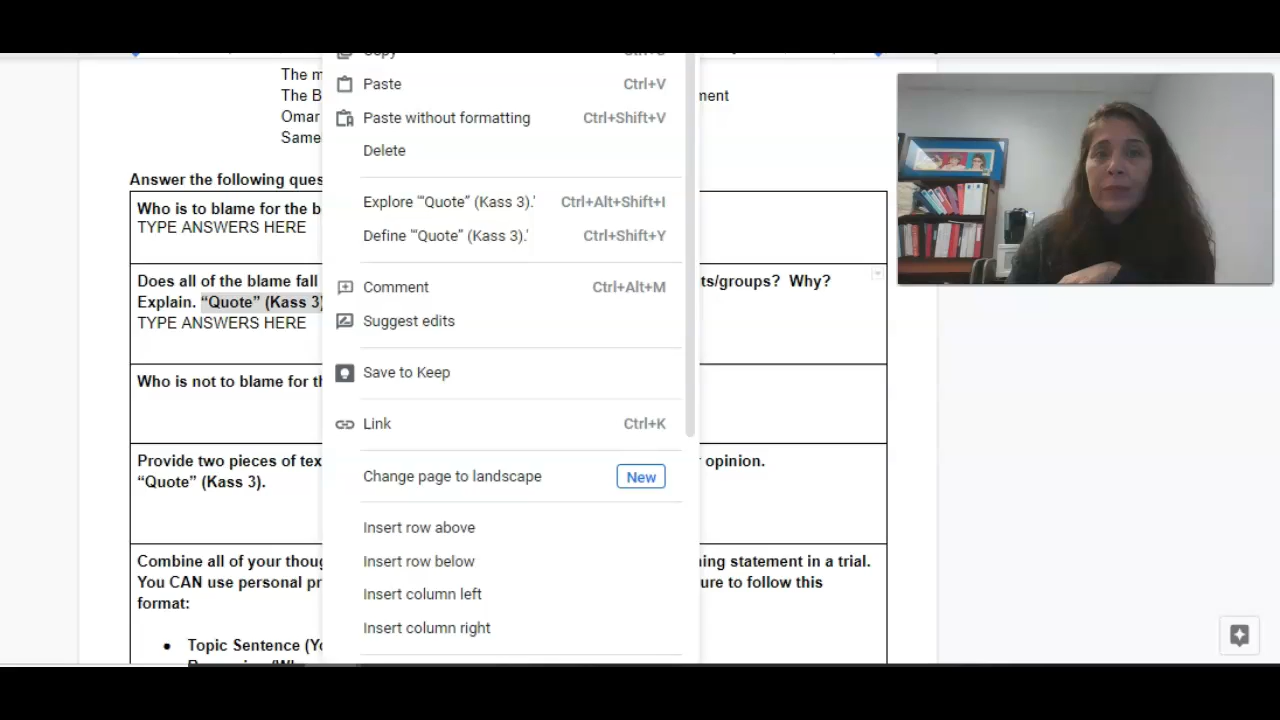 Copy
The m
The B
ment
Omar
Same
Paste Ctrl+V
Paste without formatting Ctrl+Shift+V
Delete
Explore '“Quote” (Kass 3).' Ctrl+Alt+Shift+I
Define '“Quote” (Kass 3).' Ctrl+Shift+Y
Comment Ctrl+Alt+M
Suggest edits
Save to Keep
Link Ctrl+K
Change page to landscape New
Insert row above
Insert row below
Insert column left
Insert column right
Answer the following ques
Who is to blame for the b
TYPE ANSWERS HERE
Does all of the blame fall
ts/groups? Why?
Explain. “Quote” (Kass 3)
TYPE ANSWERS HERE
Who is not to blame for th
Provide two pieces of tex
opinion.
“Quote” (Kass 3).
Combine all of your thoug
ning statement in a trial.
You CAN use personal pr
ure to follow this
format:
● Topic Sentence (Yo